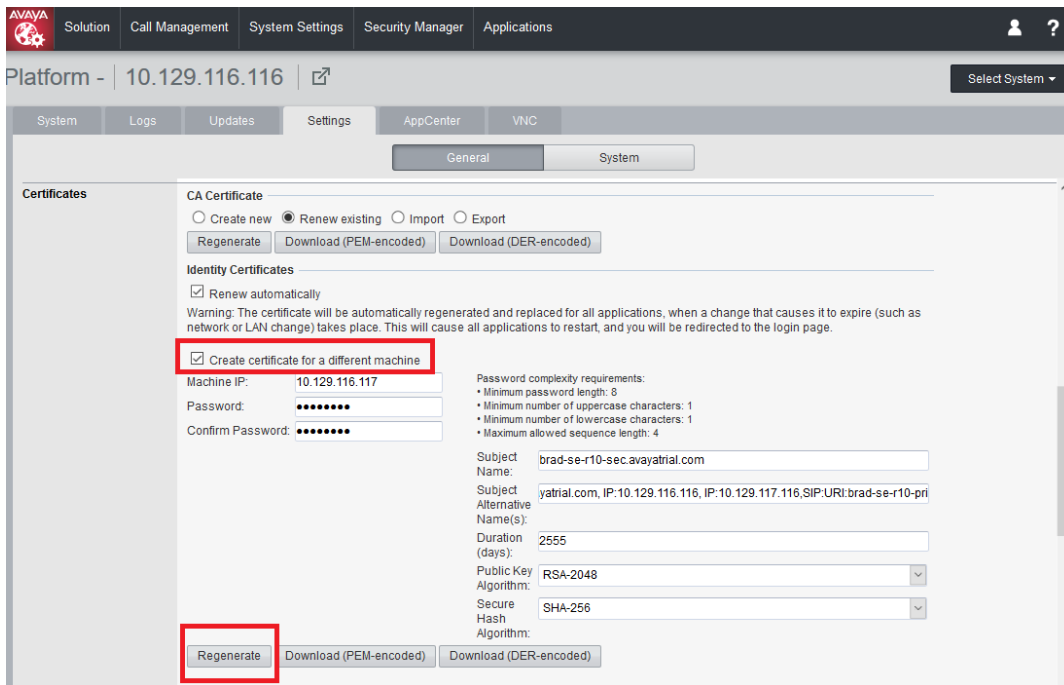 AVAYA
Solution Call Management System Settings Security Manager Applications ?
Platform - 10.129.116.116 Select System
System Logs Updates Settings AppCenter VNC
General System
Certificates
CA Certificate
Create new Renew existing Import Export
Regenerate Download (PEM-encoded) Download (DER-encoded)
Identity Certificates
Renew automatically
Warning: The certificate will be automatically regenerated and replaced for all applications, when a change that causes it to expire (such as
network or LAN change) takes place. This will cause all applications to restart, and you will be redirected to the login page.
Create certificate for a different machine
Machine IP: 10.129.116.117
Password: ●●●●●●●●
Confirm Password: ●●●●●●●●
Password complexity requirements:
• Minimum password length: 8
• Minimum number of uppercase characters: 1
• Minimum number of lowercase characters: 1
• Maximum allowed sequence length: 4
Subject
Name:
brad-se-r10-sec.avayatrial.com
Subject
Alternative
Name(s):
yatrial.com, IP:10.129.116.116, IP:10.129.117.116,SIP:URI:brad-se-r10-pri
Duration
(days):
2555
Public Key
Algorithm:
RSA-2048
Secure
Hash
Algorithm:
SHA-256
Regenerate Download (PEM-encoded) Download (DER-encoded)